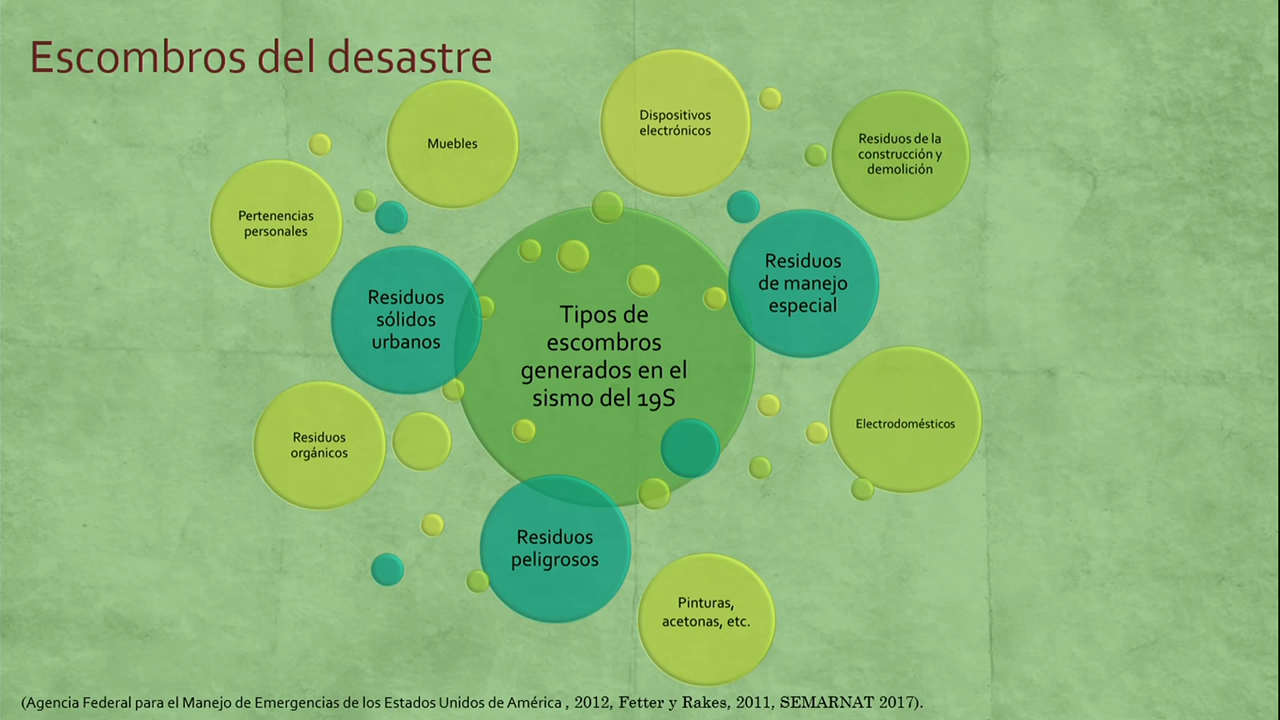 Escombros del desastre
Muebles
Dispositivos
electrónicos
Residuos de la
construcción y
demolición
Pertenencias
personales
Residuos
sólidos
urbanos
Residuos
de manejo
especial
Tipos de
escombros
generados en el
sismo del 19S
Residuos
orgánicos
Electrodomésticos
Residuos
peligrosos
Pinturas,
acetonas, etc.
(Agencia Federal para el Manejo de Emergencias de los Estados Unidos de América , 2012, Fetter y Rakes, 2011, SEMARNAT 2017).